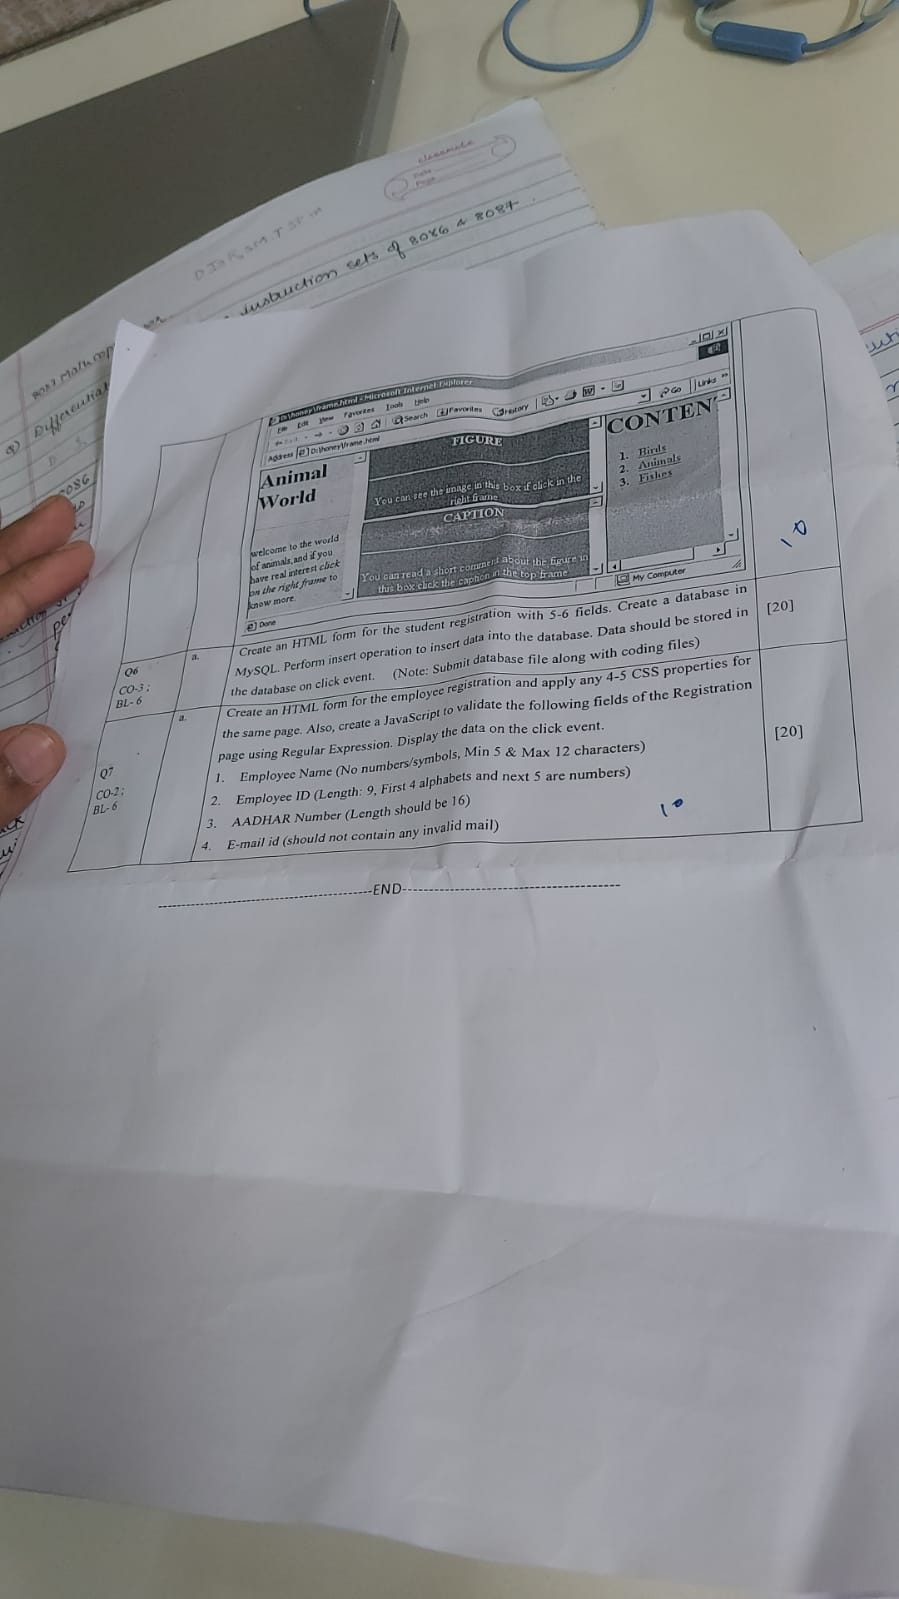 classmate
Date
Page
instruction sets of 8086 & 8087.
8087 Math cop
a) Differential
8086
D:\honey\frame.html - Microsoft Internet Explorer
File Edit View Favorites Tools Help
Search Favorites History
Address D:\honey\frame.html
Go Links »
Animal
World
welcome to the world
of animals,and if you
have real interest click
on the right frame to
know more.
FIGURE
You can see the image in this box if click in the
right frame
CAPTION
You can read a short comment about the figure in
this box click the caption in the top frame
CONTEN
1. Birds
2. Animals
3. Fishes
Done
My Computer
10
Q6
CO-3 ;
BL- 6
a.
Create an HTML form for the student registration with 5-6 fields. Create a database in
MySQL. Perform insert operation to insert data into the database. Data should be stored in
the database on click event. (Note: Submit database file along with coding files)
[20]
Q7
CO-2;
BL- 6
a.
Create an HTML form for the employee registration and apply any 4-5 CSS properties for
the same page. Also, create a JavaScript to validate the following fields of the Registration
page using Regular Expression. Display the data on the click event.
1. Employee Name (No numbers/symbols, Min 5 & Max 12 characters)
2. Employee ID (Length: 9, First 4 alphabets and next 5 are numbers)
3. AADHAR Number (Length should be 16)
4. E-mail id (should not contain any invalid mail)
[20]
10
END